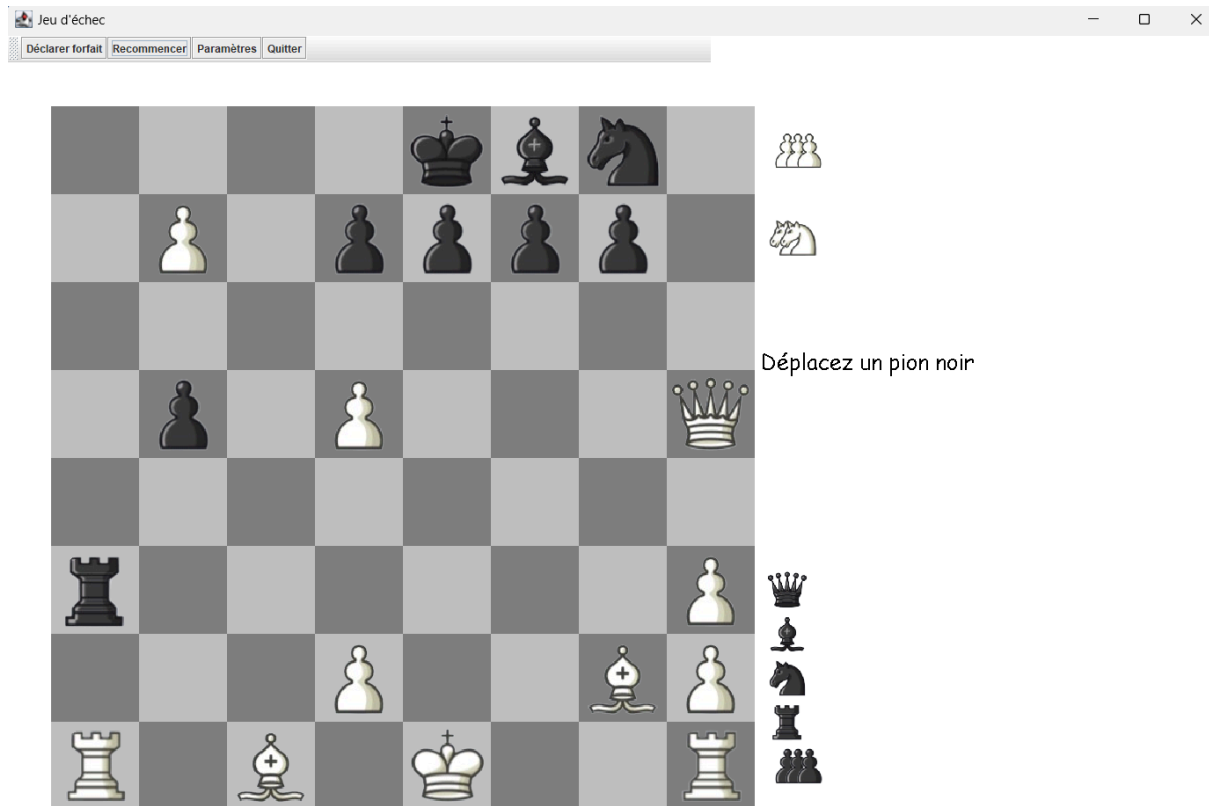 Jeu d'échec
Déclarer forfait Recommencer Paramètres Quitter
Déplacez un pion noir